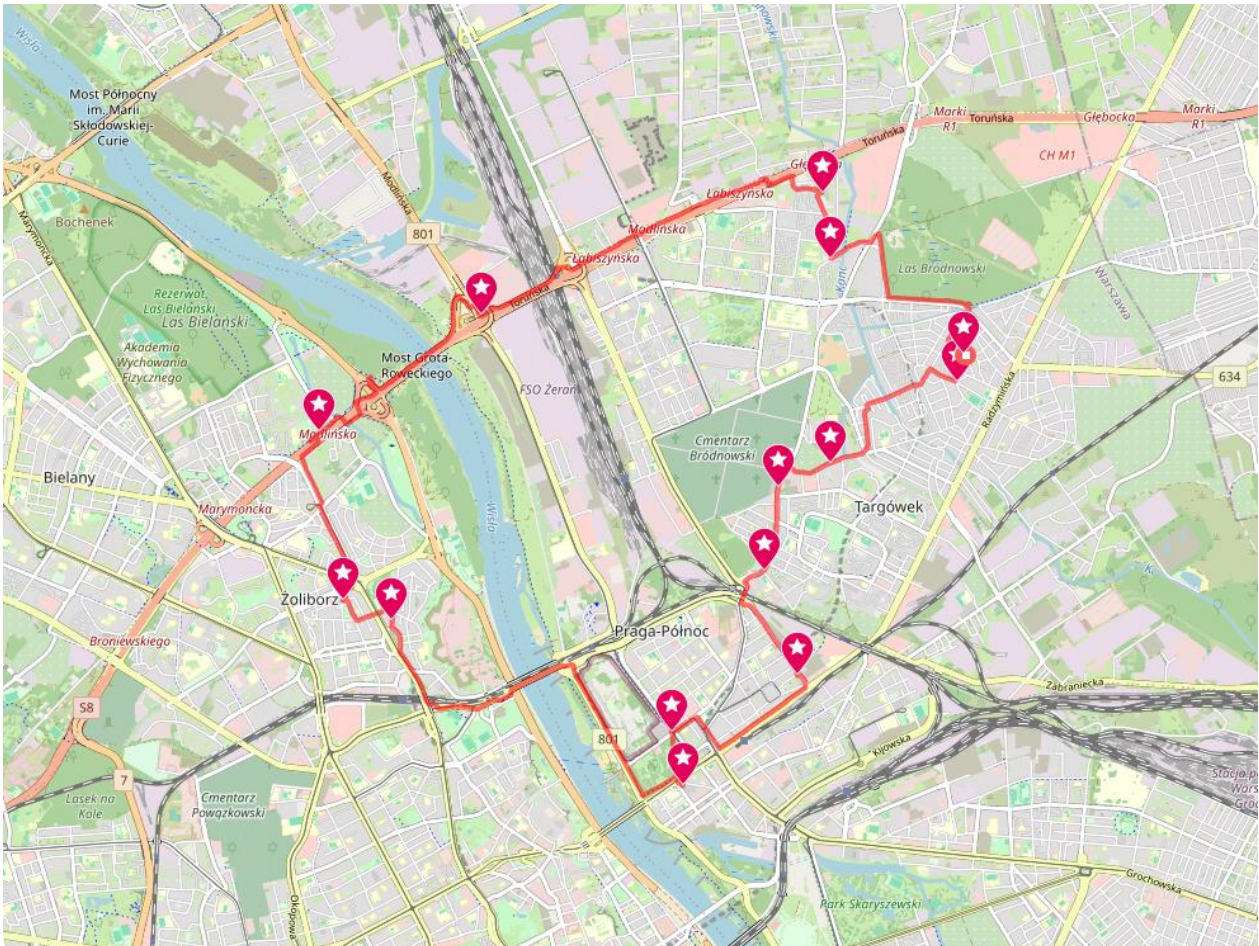 Wisła
Most Północny
im. Marii
Skłodowskiej-
Curie
Modlińska
801
Marymoncka
Bochenek
Rezerwat
Las Bielański
Las Bielański
Akademia
Wychowania
Fizycznego
Marki
R1
Toruńska
Głębocka
Marki
R1
Toruńska
CH M1
Łabiszyńska
Modlińska
Łabiszyńska
Toruńska
Las Bródnowski
Warszawa
Most Grota-
Roweckiego
FSO Żerań
Radzymińska
634
Modlińska
Cmentarz
Bródnowski
Bielany
Marymoncka
Wisła
Targówek
Żoliborz
Broniewskiego
Praga-Północ
Zabraniecka
S8
801
Kijowska
7
Lasek na
Kole
Cmentarz
Powązkowski
Grochowska
Okopowa
Park Skaryszewski